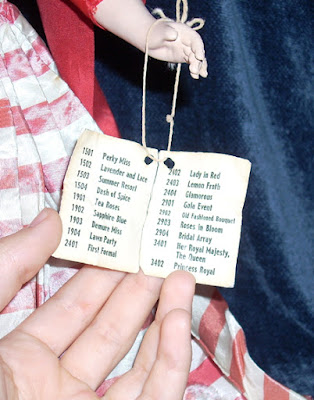 1501 Perky Miss
1502 Lavender and Lace
1503 Summer Resort
1504 Dash of Spice
1901 Tea Roses
1902 Sapphire Blue
1903 Demure Miss
1904 Lawn Party
2401 First Formal
2402 Lady in Red
2403 Lemon Froth
2404 Glamorous
2901 Gala Event
2902 Old Fashioned Bouquet
2903 Roses in Bloom
2904 Bridal Array
3401 Her Royal Majesty,
The Queen
3402 Princess Royal